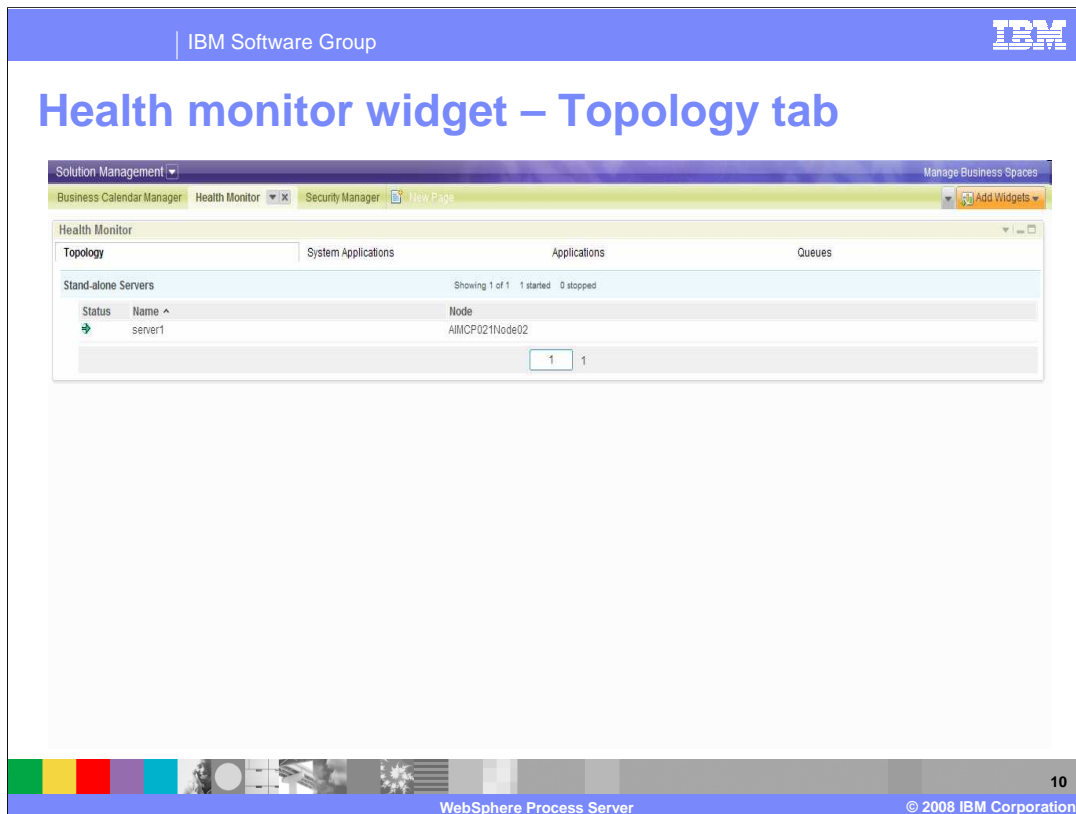 IBM Software Group
IBM
Health monitor widget – Topology tab
Solution Management
Manage Business Spaces
Business Calendar Manager Health Monitor X Security Manager New Page
Add Widgets
Health Monitor
Topology System Applications Applications Queues
Stand-alone Servers Showing 1 of 1 1 started 0 stopped
Status Name Node
server1 AIMCP021Node02
1 1
10
WebSphere Process Server © 2008 IBM Corporation